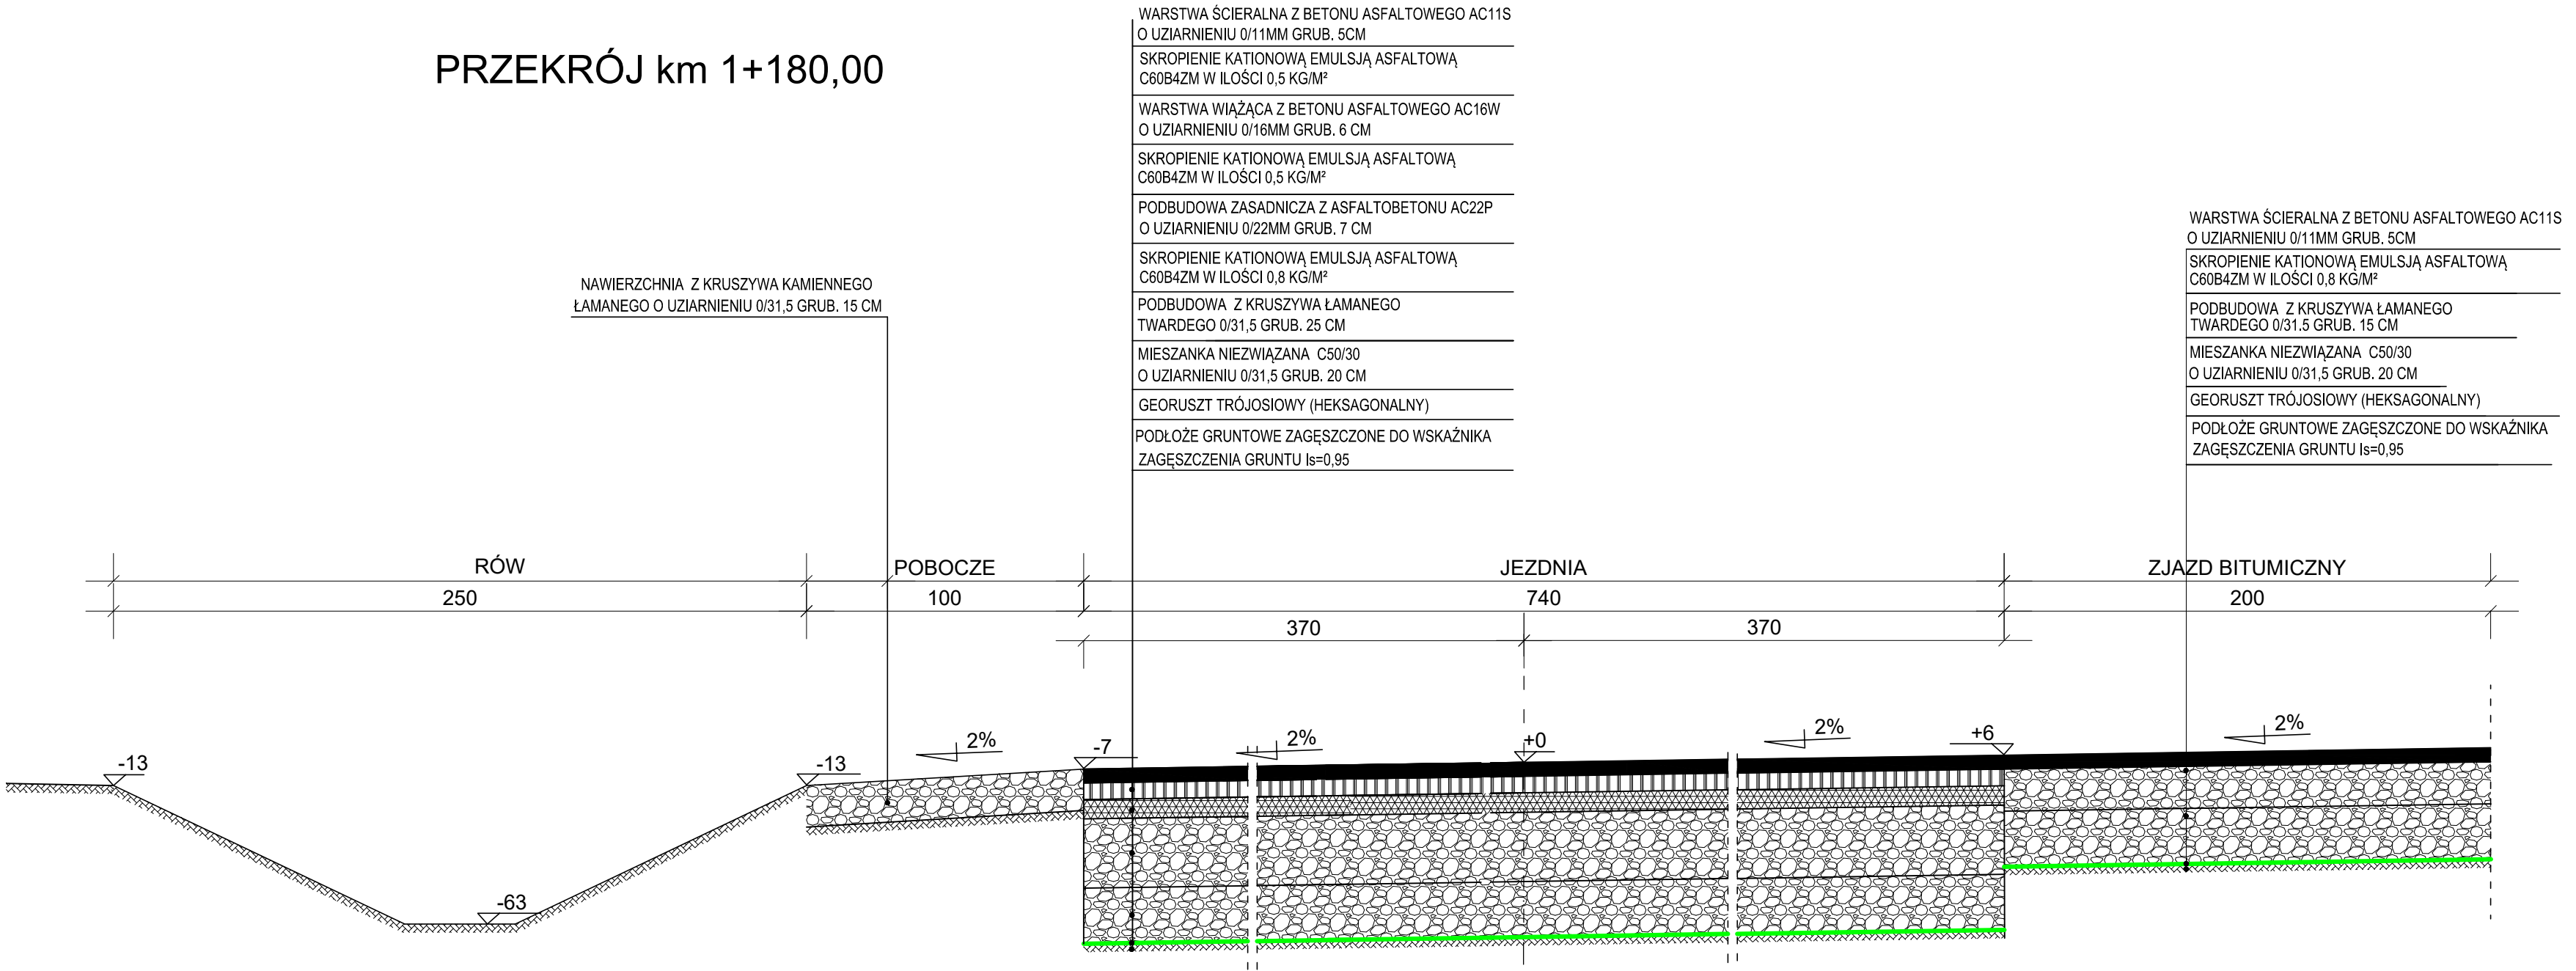 PRZEKRÓJ km 1+180,00
WARSTWA ŚCIERALNA Z BETONU ASFALTOWEGO AC11S
O UZIARNIENIU 0/11MM GRUB. 5CM
SKROPIENIE KATIONOWĄ EMULSJĄ ASFALTOWĄ
C60B4ZM W ILOŚCI 0,5 KG/M²
WARSTWA WIĄŻĄCA Z BETONU ASFALTOWEGO AC16W
O UZIARNIENIU 0/16MM GRUB. 6 CM
SKROPIENIE KATIONOWĄ EMULSJĄ ASFALTOWĄ
C60B4ZM W ILOŚCI 0,5 KG/M²
PODBUDOWA ZASADNICZA Z ASFALTOBETONU AC22P
O UZIARNIENIU 0/22MM GRUB. 7 CM
SKROPIENIE KATIONOWĄ EMULSJĄ ASFALTOWĄ
C60B4ZM W ILOŚCI 0,8 KG/M²
PODBUDOWA Z KRUSZYWA ŁAMANEGO
TWARDEGO 0/31,5 GRUB. 25 CM
MIESZANKA NIEZWIĄZANA C50/30
O UZIARNIENIU 0/31,5 GRUB. 20 CM
GEORUSZT TRÓJOSIOWY (HEKSAGONALNY)
PODŁOŻE GRUNTOWE ZAGĘSZCZONE DO WSKAŹNIKA
ZAGĘSZCZENIA GRUNTU Is=0,95
NAWIERZCHNIA Z KRUSZYWA KAMIENNEGO
ŁAMANEGO O UZIARNIENIU 0/31,5 GRUB. 15 CM
WARSTWA ŚCIERALNA Z BETONU ASFALTOWEGO AC11S
O UZIARNIENIU 0/11MM GRUB. 5CM
SKROPIENIE KATIONOWĄ EMULSJĄ ASFALTOWĄ
C60B4ZM W ILOŚCI 0,8 KG/M²
PODBUDOWA Z KRUSZYWA ŁAMANEGO
TWARDEGO 0/31.5 GRUB. 15 CM
MIESZANKA NIEZWIĄZANA C50/30
O UZIARNIENIU 0/31,5 GRUB. 20 CM
GEORUSZT TRÓJOSIOWY (HEKSAGONALNY)
PODŁOŻE GRUNTOWE ZAGĘSZCZONE DO WSKAŹNIKA
ZAGĘSZCZENIA GRUNTU Is=0,95
RÓW POBOCZE JEZDNIA ZJAZD BITUMICZNY
250 100 740 200
370 370
-13 -13 2% -7 2% +0 2% +6 2%
-63